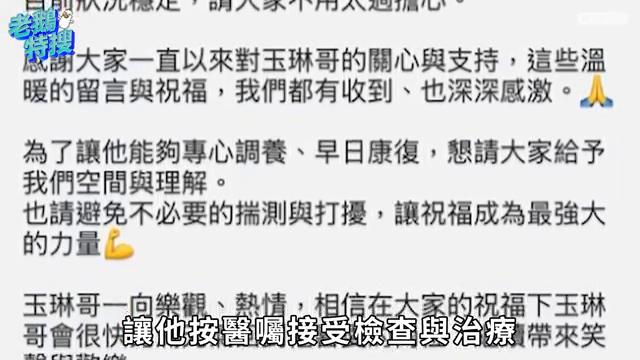 目前狀況穩定，請大家不用太過擔心。
老鵝
特搜
感謝大家一直以來對玉琳哥的關心與支持，這些溫
暖的留言與祝福，我們都有收到、也深深感激。🙏
為了讓他能夠專心調養、早日康復，懇請大家給予
我們空間與理解。
也請避免不必要的揣測與打擾，讓祝福成為最強大
的力量💪
玉琳哥一向樂觀、熱情，相信在大家的祝福下玉琳
哥會很快
續帶來笑
讓他按醫囑接受檢查與治療